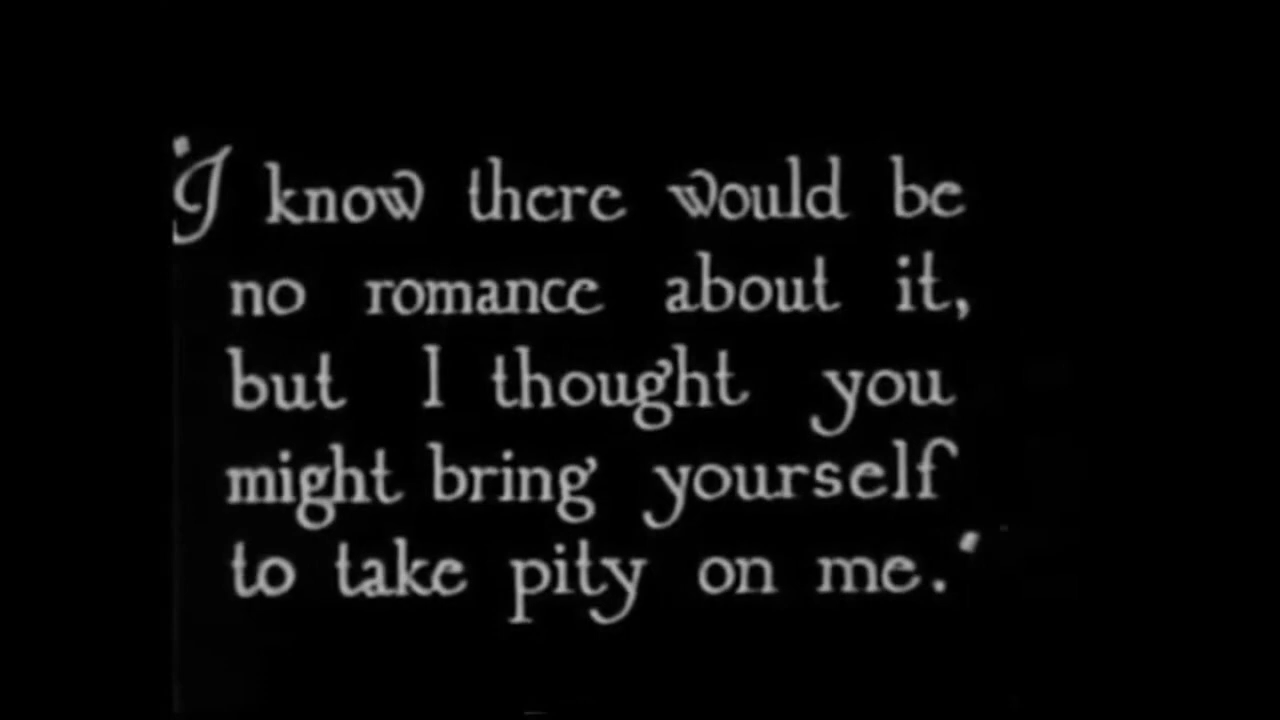 "I know there would be
no romance about it,
but I thought you
might bring yourself
to take pity on me."